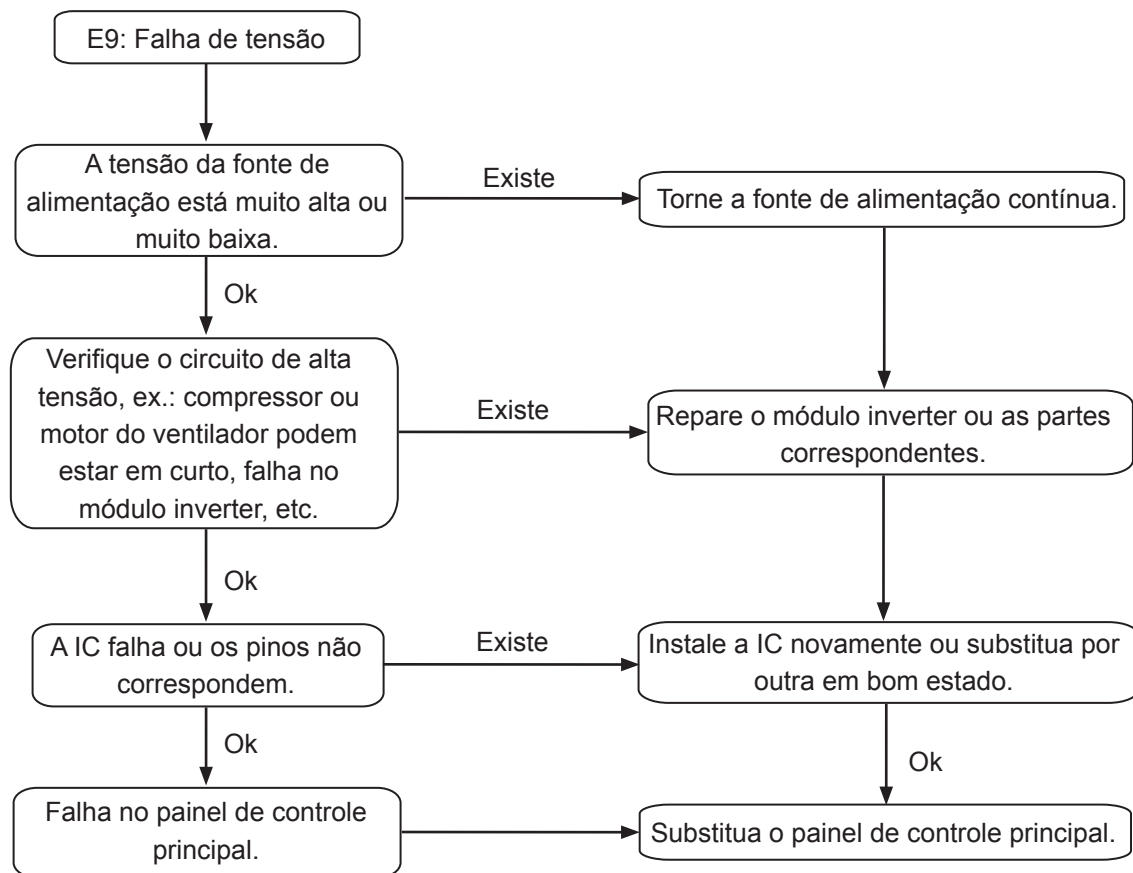 E9: Falha de tensão
A tensão da fonte de
alimentação está muito alta ou
muito baixa.
Existe
Torne a fonte de alimentação contínua.
Ok
Verifique o circuito de alta
tensão, ex.: compressor ou
motor do ventilador podem
estar em curto, falha no
módulo inverter, etc.
Existe
Repare o módulo inverter ou as partes
correspondentes.
Ok
A IC falha ou os pinos não
correspondem.
Existe
Instale a IC novamente ou substitua por
outra em bom estado.
Ok
Ok
Falha no painel de controle
principal.
Substitua o painel de controle principal.